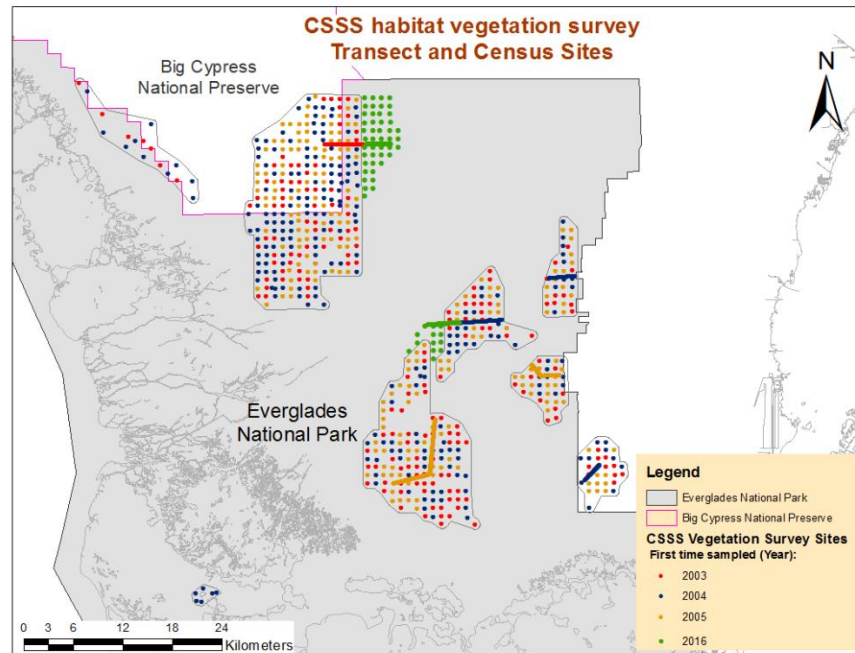 CSSS habitat vegetation survey
Transect and Census Sites
Big Cypress
National Preserve
N
Everglades
National Park
Legend
Everglades National Park
Big Cypress National Preserve
CSSS Vegetation Survey Sites
First time sampled (Year):
2003
2004
2005
2016
0 3 6 12 18 24
Kilometers